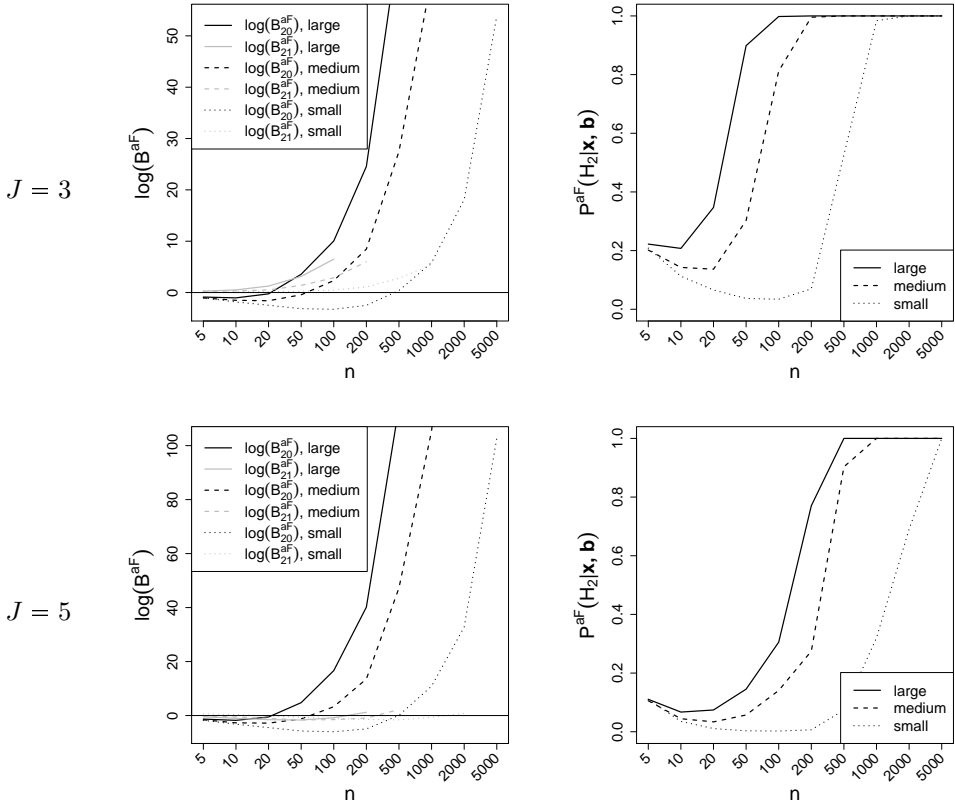 J = 3
log(B^aF_20), large
log(B^aF_21), large
log(B^aF_20), medium
log(B^aF_21), medium
log(B^aF_20), small
log(B^aF_21), small
log(B^aF)
0 10 20 30 40 50
5 10 20 50 100 200 500 1000 2000 5000
n
P^aF(H_2|x, b)
0.0 0.2 0.4 0.6 0.8 1.0
large
medium
small
5 10 20 50 100 200 500 1000 2000 5000
n
J = 5
log(B^aF_20), large
log(B^aF_21), large
log(B^aF_20), medium
log(B^aF_21), medium
log(B^aF_20), small
log(B^aF_21), small
log(B^aF)
0 20 40 60 80 100
5 10 20 50 100 200 500 1000 2000 5000
n
P^aF(H_2|x, b)
0.0 0.2 0.4 0.6 0.8 1.0
large
medium
small
5 10 20 50 100 200 500 1000 2000 5000
n